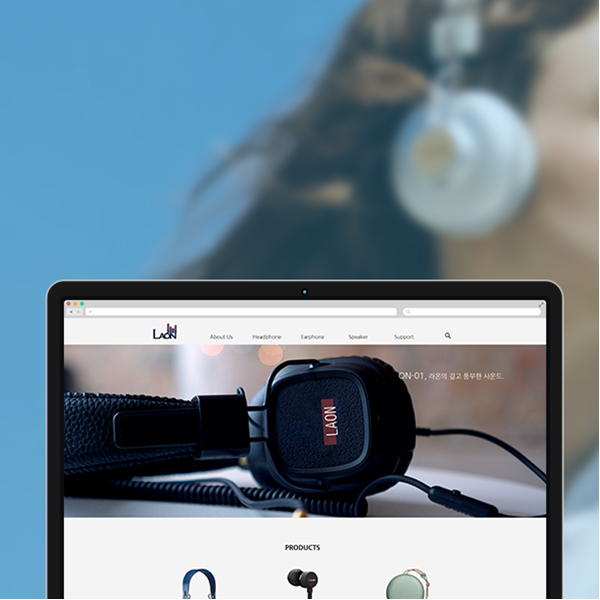 LAON
About Us Headphone Earphone Speaker Support
ON-01, 라온의 깊고 풍부한 사운드.
LAON
PRODUCTS